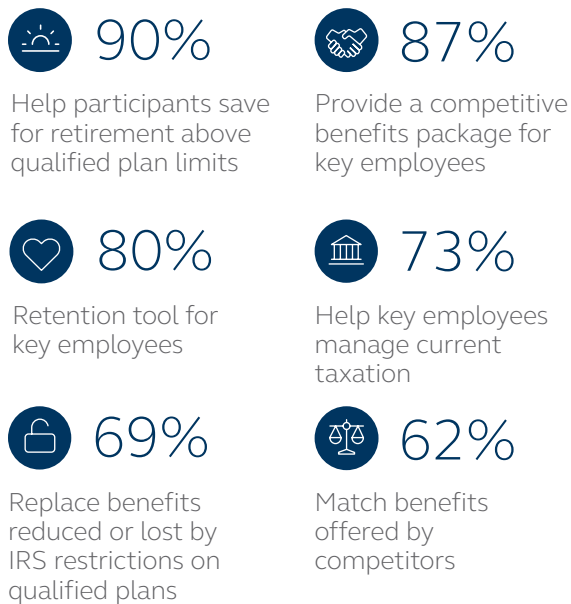 90%
Help participants save
for retirement above
qualified plan limits
87%
Provide a competitive
benefits package for
key employees
80%
Retention tool for
key employees
73%
Help key employees
manage current
taxation
69%
Replace benefits
reduced or lost by
IRS restrictions on
qualified plans
62%
Match benefits
offered by
competitors